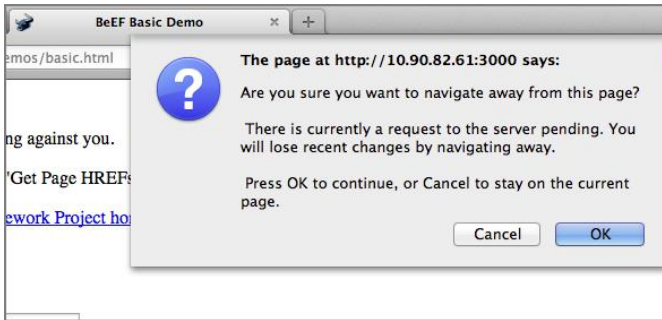 BeEF Basic Demo
emos/basic.html
The page at http://10.90.82.61:3000 says:
Are you sure you want to navigate away from this page?
There is currently a request to the server pending. You
will lose recent changes by navigating away.
Press OK to continue, or Cancel to stay on the current
page.
Cancel
OK
ng against you.
'Get Page HREFs
ework Project ho